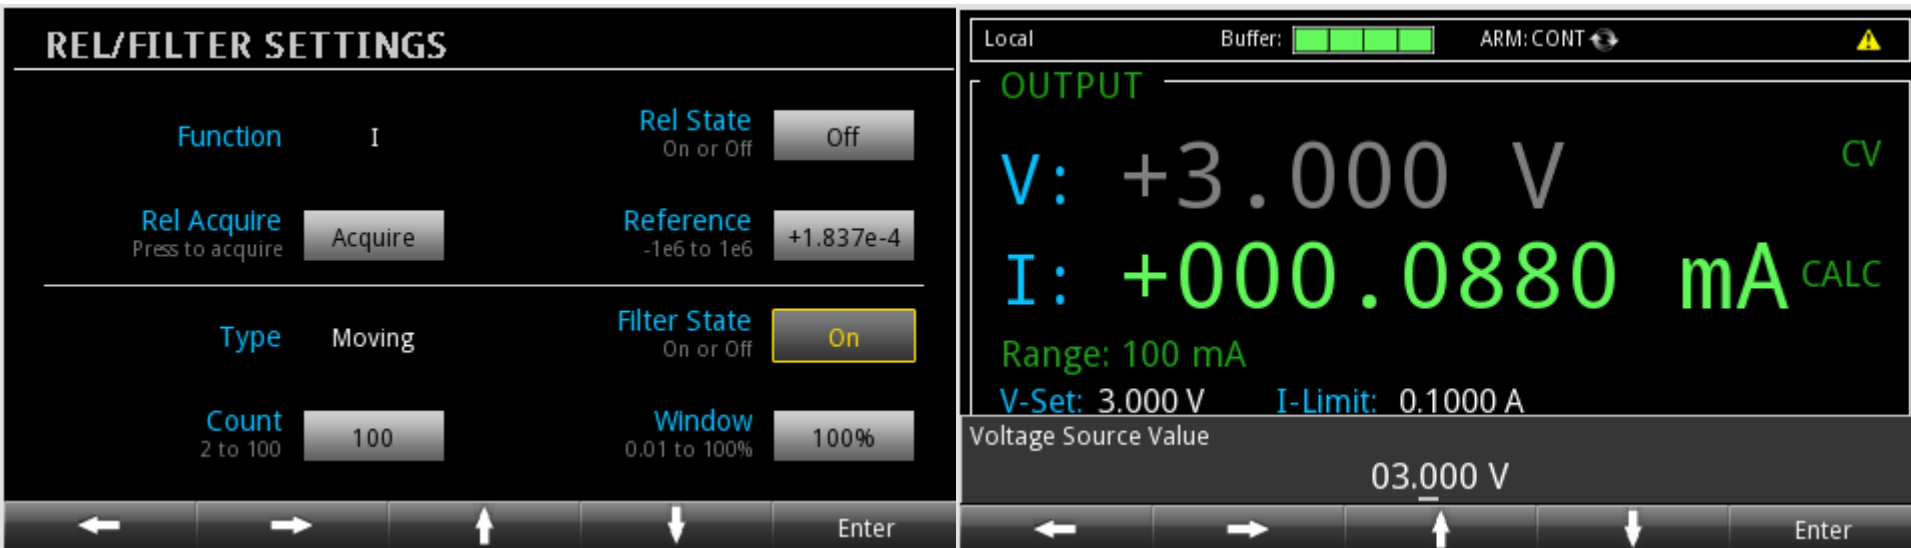 REL/FILTER SETTINGS
Function I Rel State Off
On or Off
Rel Acquire Acquire Reference +1.837e-4
Press to acquire -1e6 to 1e6
Type Moving Filter State On
On or Off
Count 100 Window 100%
2 to 100 0.01 to 100%
Enter
Local Buffer: ARM: CONT
OUTPUT
V: +3.000 V CV
I: +000.0880 mA CALC
Range: 100 mA
V-Set: 3.000 V I-Limit: 0.1000 A
Voltage Source Value
03.000 V
Enter